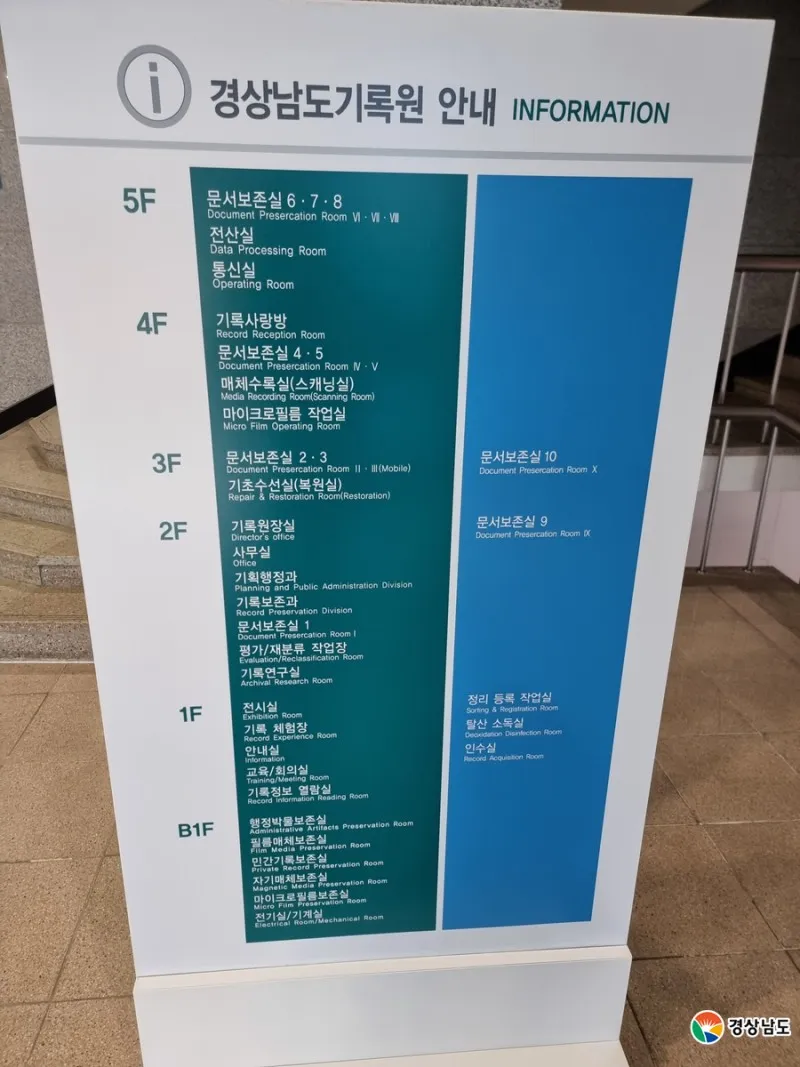 i 경상남도기록원 안내 INFORMATION
5F
문서보존실 6 · 7 · 8
Document Presercation Room Ⅵ · Ⅶ · Ⅷ
전산실
Data Processing Room
통신실
Operating Room
4F
기록사랑방
Record Reception Room
문서보존실 4 · 5
Document Presercation Room Ⅳ · Ⅴ
매체수록실(스캐닝실)
Media Recording Room(Scanning Room)
마이크로필름 작업실
Micro Film Operating Room
3F
문서보존실 2 · 3
Document Presercation Room Ⅱ · Ⅲ(Mobile)
기초수선실(복원실)
Repair & Restoration Room(Restoration)
문서보존실 10
Document Presercation Room Ⅹ
2F
기록원장실
Director's office
사무실
Office
기획행정과
Planning and Public Administration Division
기록보존과
Record Preservation Division
문서보존실 1
Document Presercation Room Ⅰ
평가/재분류 작업장
Evaluation/Reclassification Room
기록연구실
Archival Research Room
문서보존실 9
Document Presercation Room Ⅸ
1F
전시실
Exhibition Room
기록 체험장
Record Experience Room
안내실
Information
교육/회의실
Training/Meeting Room
기록정보 열람실
Record Information Reading Room
정리 등록 작업실
Sorting & Registration Room
탈산 소독실
Deoxidation Disinfection Room
인수실
Record Acquisition Room
B1F
행정박물보존실
Administrative Artifacts Preservation Room
필름매체보존실
Film Media Preservation Room
민간기록보존실
Private Record Preservation Room
자기매체보존실
Magnetic Media Preservation Room
마이크로필름보존실
Micro Film Preservation Room
전기실/기계실
Electrical Room/Mechanical Room
경상남도